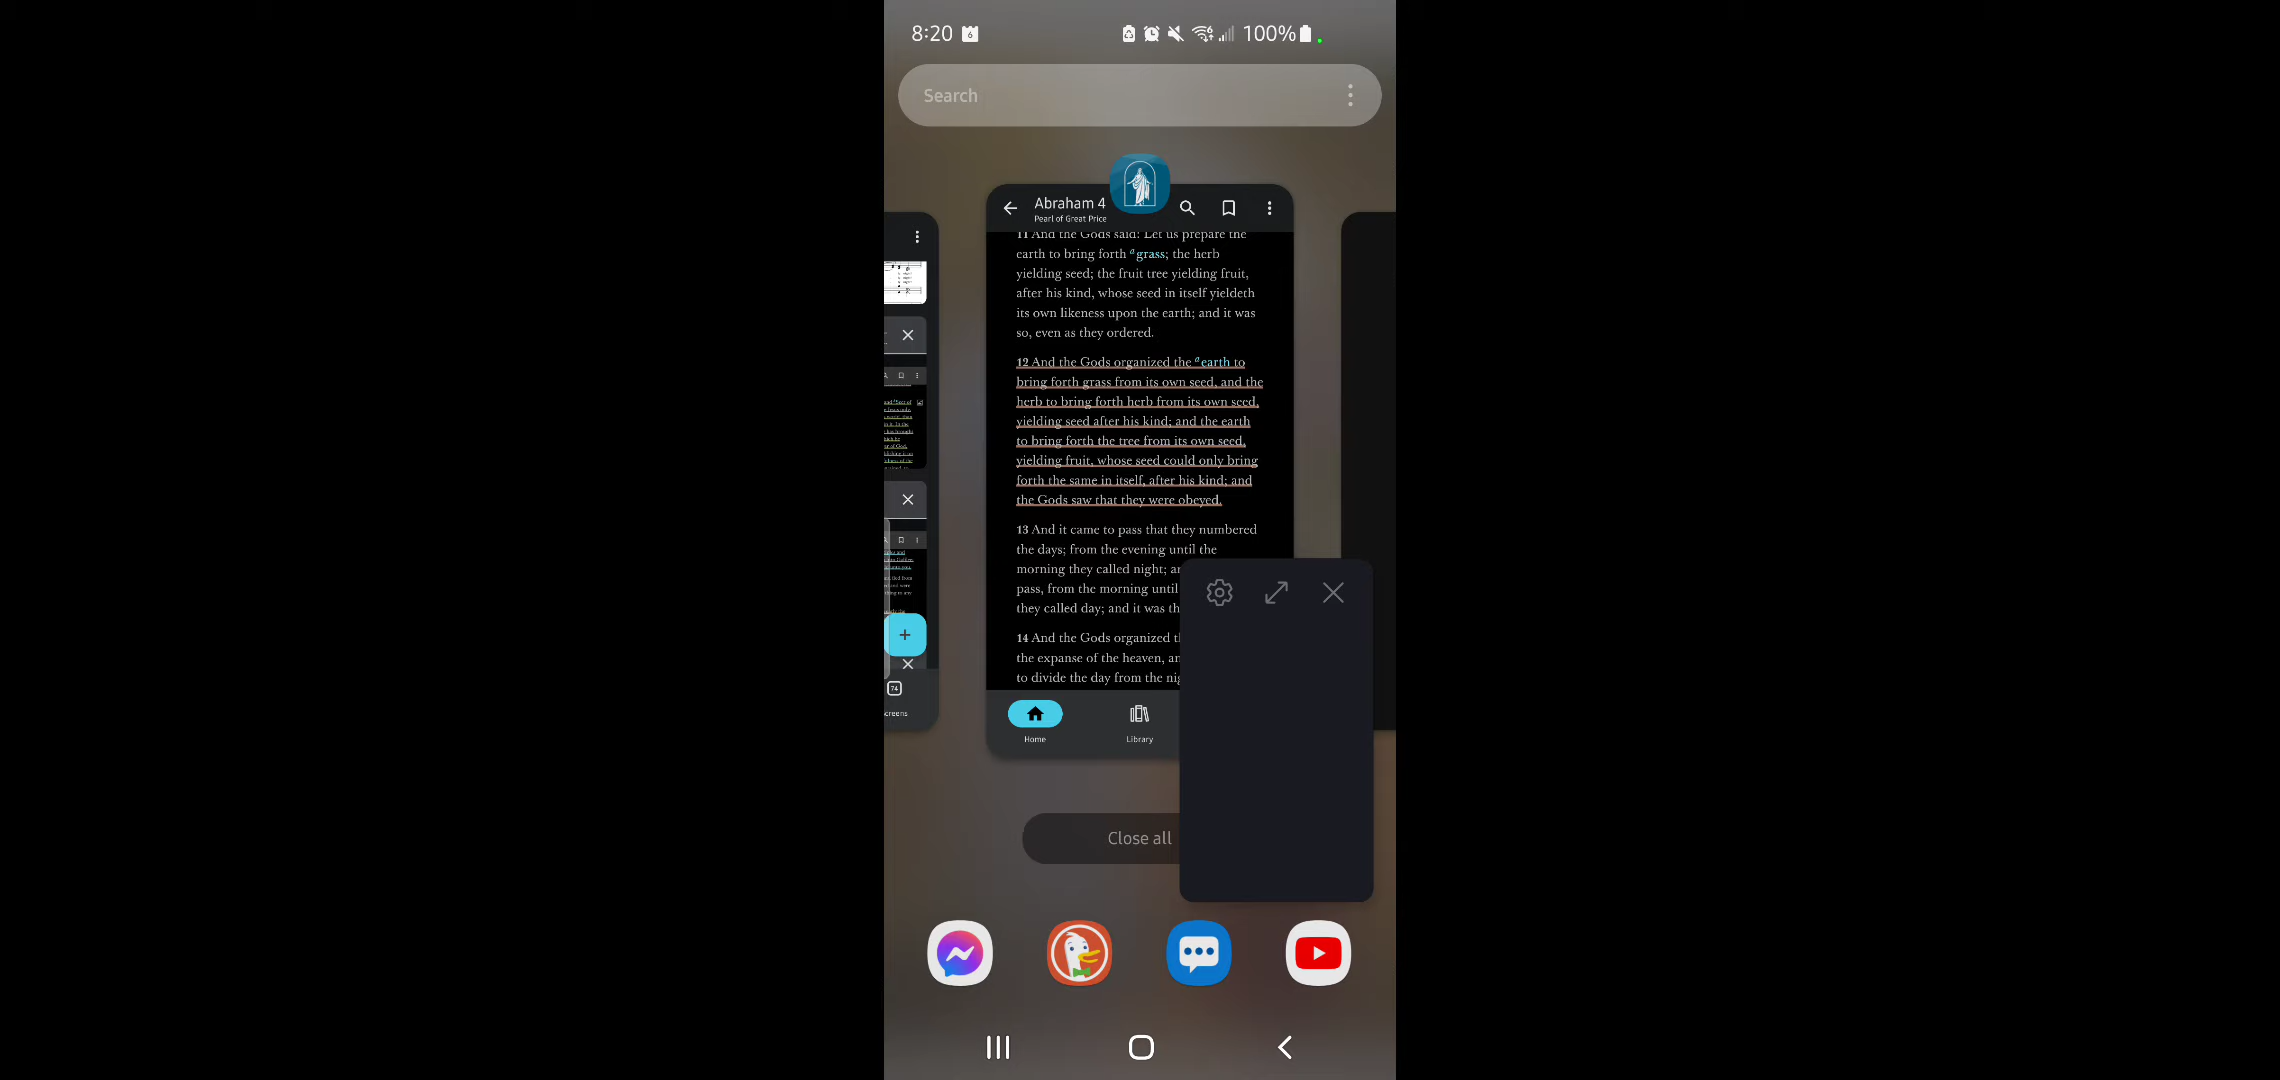 8:20
6
100%
Search
Abraham 4
Pearl of Great Price
11 And the Gods said: Let us prepare the
earth to bring forth a grass; the herb
yielding seed; the fruit tree yielding fruit,
after his kind, whose seed in itself yieldeth
its own likeness upon the earth; and it was
so, even as they ordered.
12 And the Gods organized the a earth to
bring forth grass from its own seed, and the
herb to bring forth herb from its own seed,
yielding seed after his kind; and the earth
to bring forth the tree from its own seed,
yielding fruit, whose seed could only bring
forth the same in itself, after his kind; and
the Gods saw that they were obeyed.
13 And it came to pass that they numbered
the days; from the evening until the
morning they called night; an
pass, from the morning until
they called day; and it was th
14 And the Gods organized th
the expanse of the heaven, an
to divide the day from the nig
74
creens
Home
Library
Close all